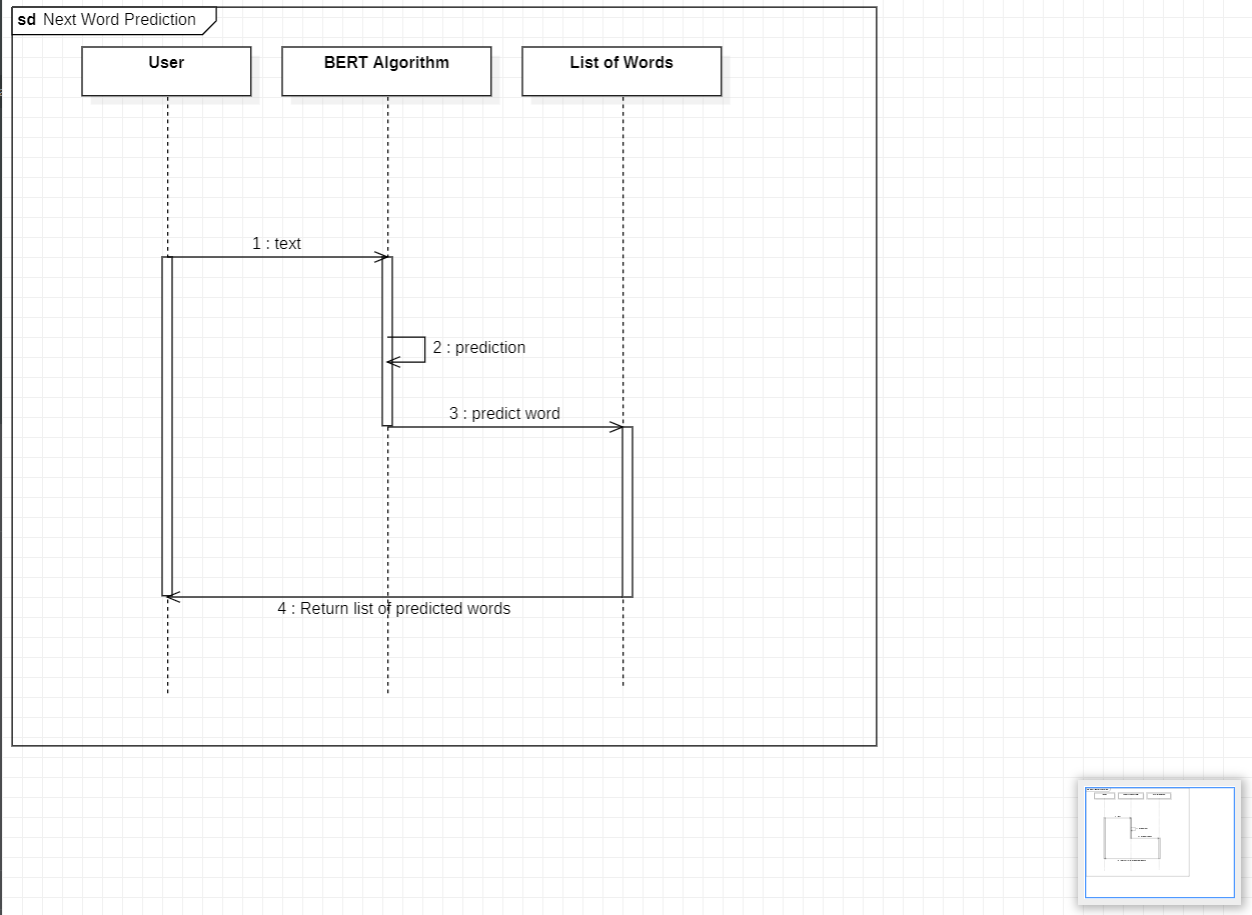 sd Next Word Prediction
User
BERT Algorithm
List of Words
1 : text
2 : prediction
3 : predict word
4 : Return list of predicted words